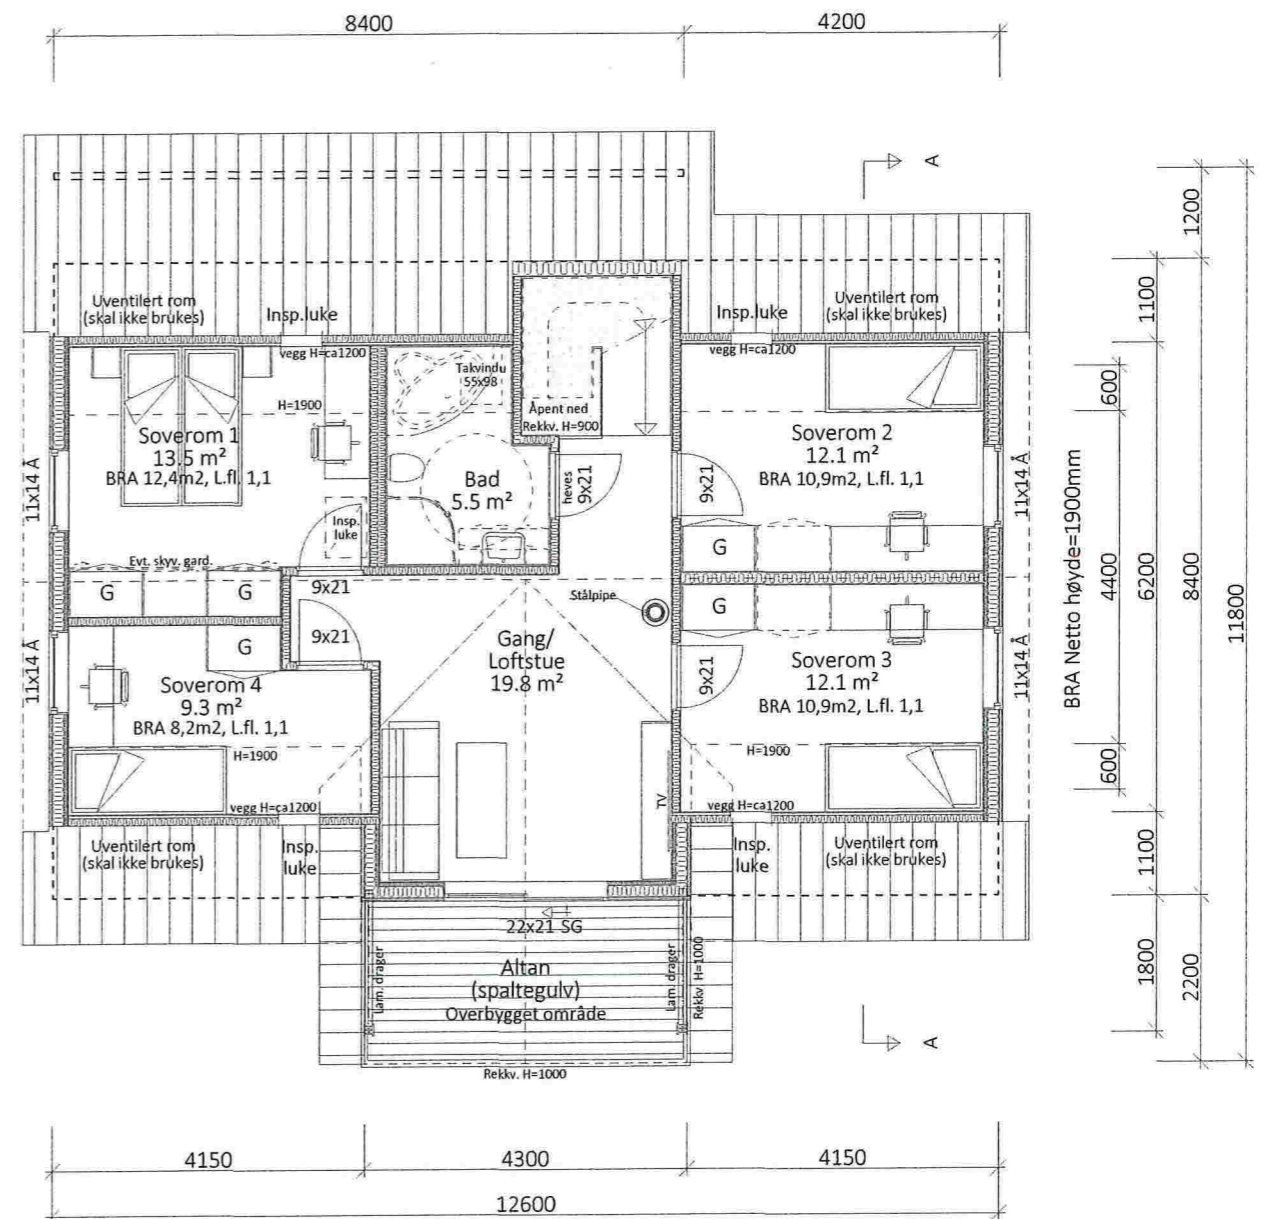 8400
4200
A
1200
Uventilert rom
(skal ikke brukes)
Insp.luke
Insp.luke
Uventilert rom
(skal ikke brukes)
1100
vegg H=ca1200
Takvindu
55x98
vegg H=ca1200
600
H=1900
Åpent ned
Rekkv. H=900
Soverom 1
13.5 m²
BRA 12,4m2, L.fl. 1,1
Soverom 2
12.1 m²
BRA 10,9m2, L.fl. 1,1
11x14 Å
Bad
5.5 m²
heves
9x21
9x21
11x14 Å
Insp.
luke
G
Evt. skyv. gard.
G
G
9x21
Stålpipe
G
BRA Netto høyde=1900mm
4400
6200
8400
11800
9x21
G
Gang/
Loftstue
19.8 m²
11x14 Å
Soverom 4
9.3 m²
BRA 8,2m2, L.fl. 1,1
9x21
Soverom 3
12.1 m²
BRA 10,9m2, L.fl. 1,1
11x14 Å
H=1900
H=1900
600
vegg H=ca1200
TV
vegg H=ca1200
Uventilert rom
(skal ikke brukes)
Insp.
luke
Insp.
luke
Uventilert rom
(skal ikke brukes)
1100
22x21 SG
Lam. drager
Altan
(spaltegulv)
Overbygget område
Lam. drager
Rekkv. H=1000
1800
2200
A
Rekkv. H=1000
4150
4300
4150
12600